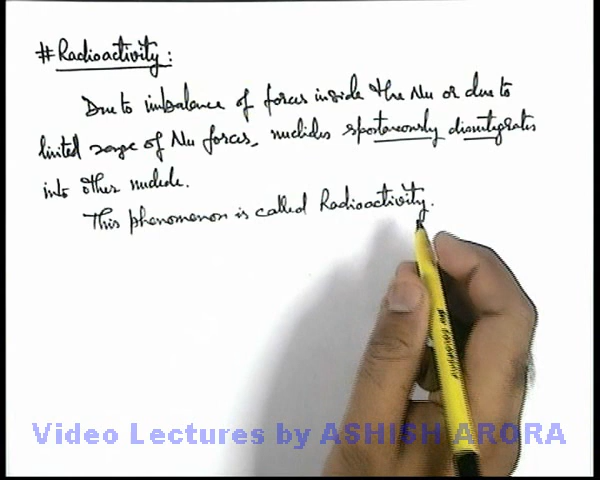 # Radioactivity :
Due to imbalance of forces inside the Nu or due to
limited range of Nu forces, nuclides spontaneously disintegrates
into other nuclide.
This phenomenon is called Radioactivity.
Video Lectures by ASHISH ARORA